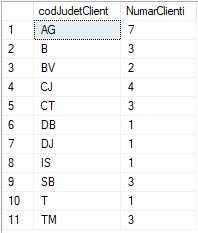 codJudetClient NumarClienti
1 AG 7
2 B 3
3 BV 2
4 CJ 4
5 CT 3
6 DB 1
7 DJ 1
8 IS 1
9 SB 3
10 T 1
11 TM 3